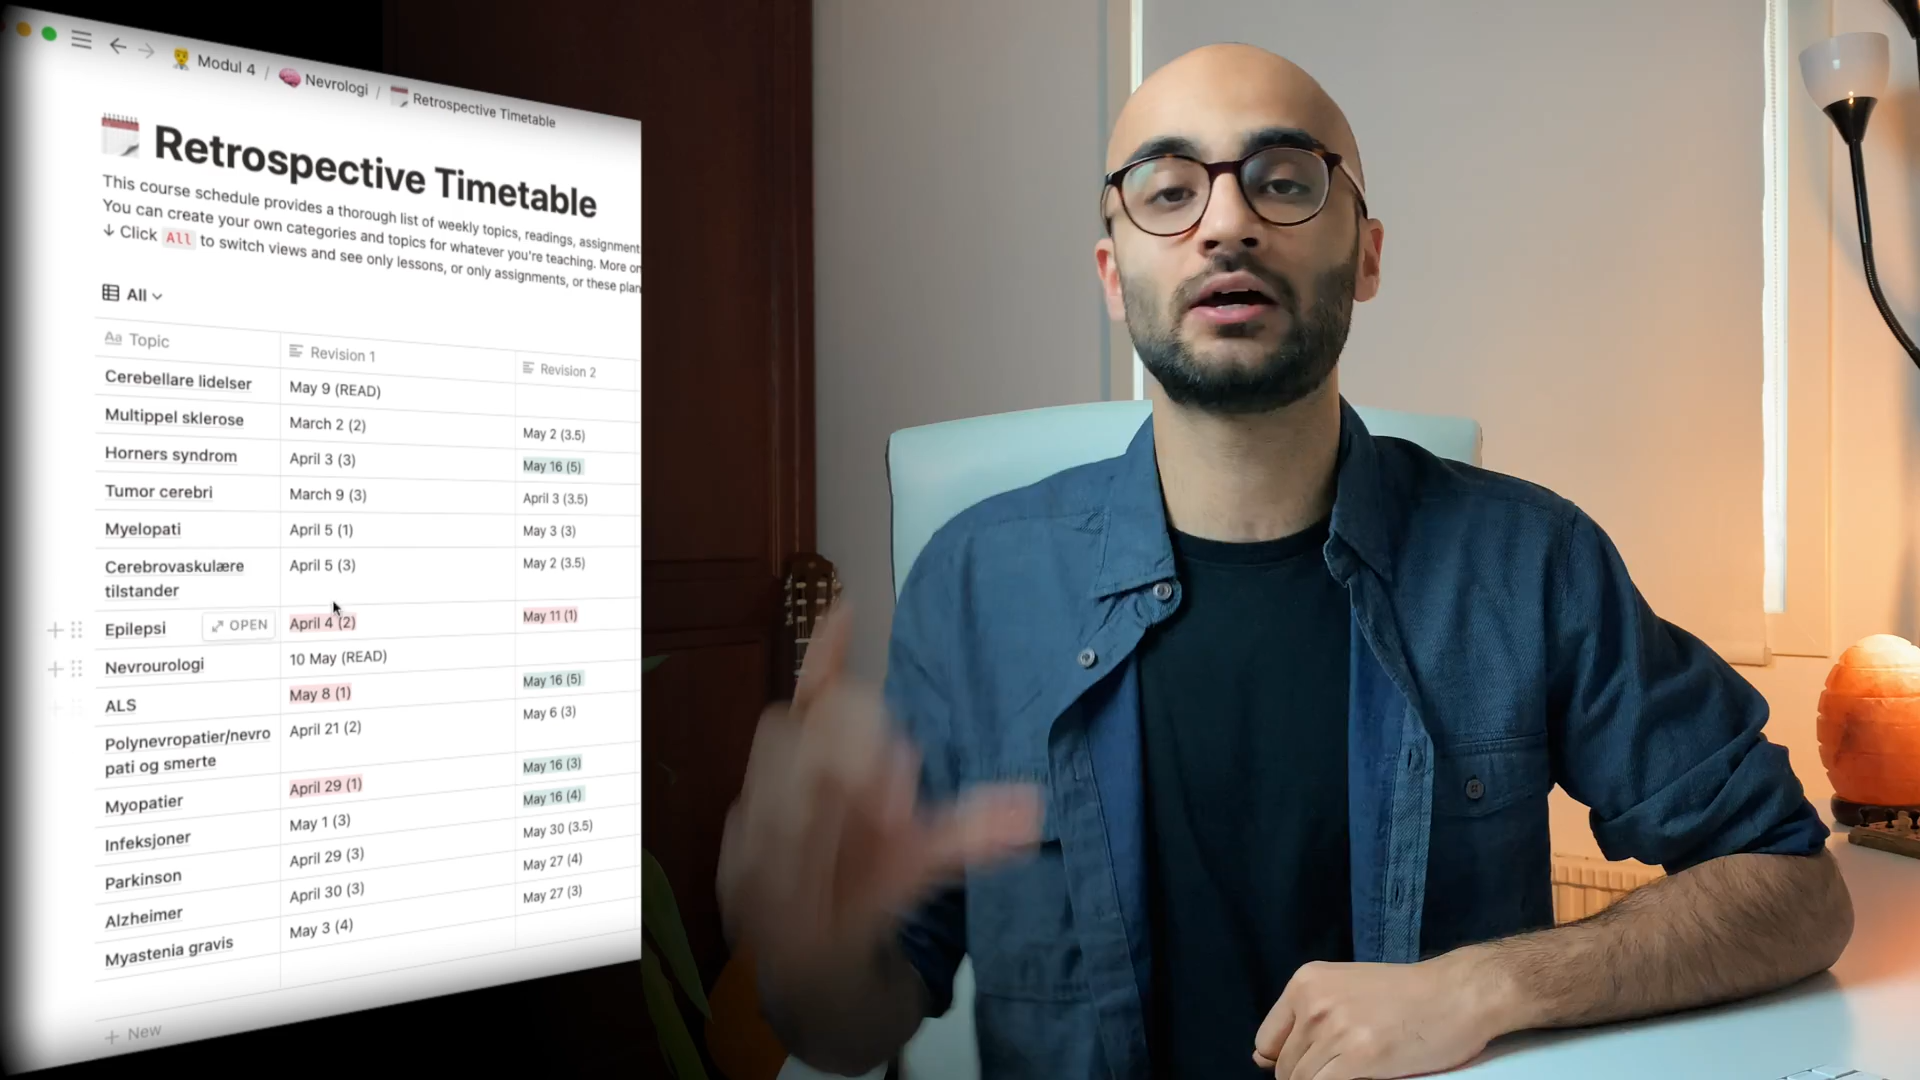 Modul 4 / Nevrologi / Retrospective Timetable
Retrospective Timetable
This course schedule provides a thorough list of weekly topics, readings, assignment
You can create your own categories and topics for whatever you're teaching. More on
↓ Click All to switch views and see only lessons, or only assignments, or these plan
All
Aa Topic Revision 1 Revision 2
Cerebellare lidelser May 9 (READ)
Multippel sklerose March 2 (2) May 2 (3.5)
Horners syndrom April 3 (3) May 16 (5)
Tumor cerebri March 9 (3) April 3 (3.5)
Myelopati April 5 (1) May 3 (3)
Cerebrovaskulære April 5 (3) May 2 (3.5)
tilstander
Epilepsi OPEN April 4 (2) May 11 (1)
Nevrourologi 10 May (READ)
ALS May 8 (1) May 16 (5)
Polynevropatier/nevro April 21 (2) May 6 (3)
pati og smerte
Myopatier April 29 (1) May 16 (3)
Infeksjoner May 1 (3) May 16 (4)
Parkinson April 29 (3) May 30 (3.5)
Alzheimer April 30 (3) May 27 (4)
Myastenia gravis May 3 (4) May 27 (3)
+ New